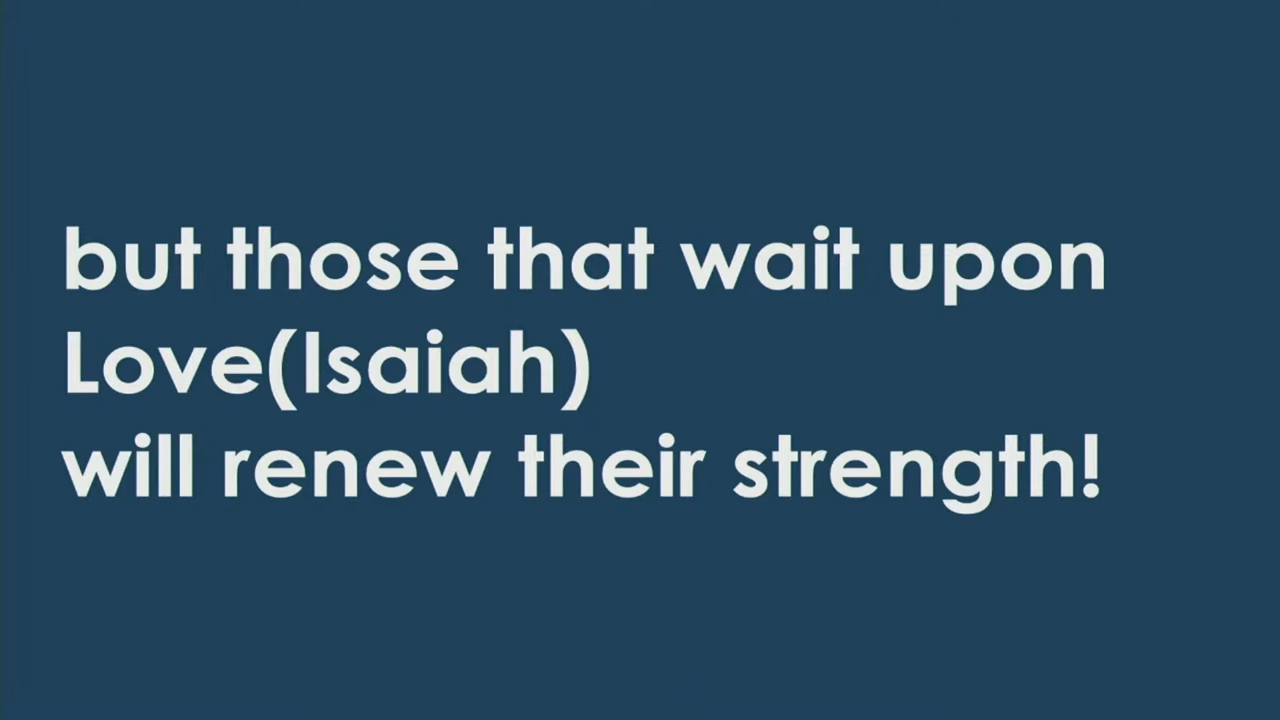 but those that wait upon
Love(Isaiah)
will renew their strength!